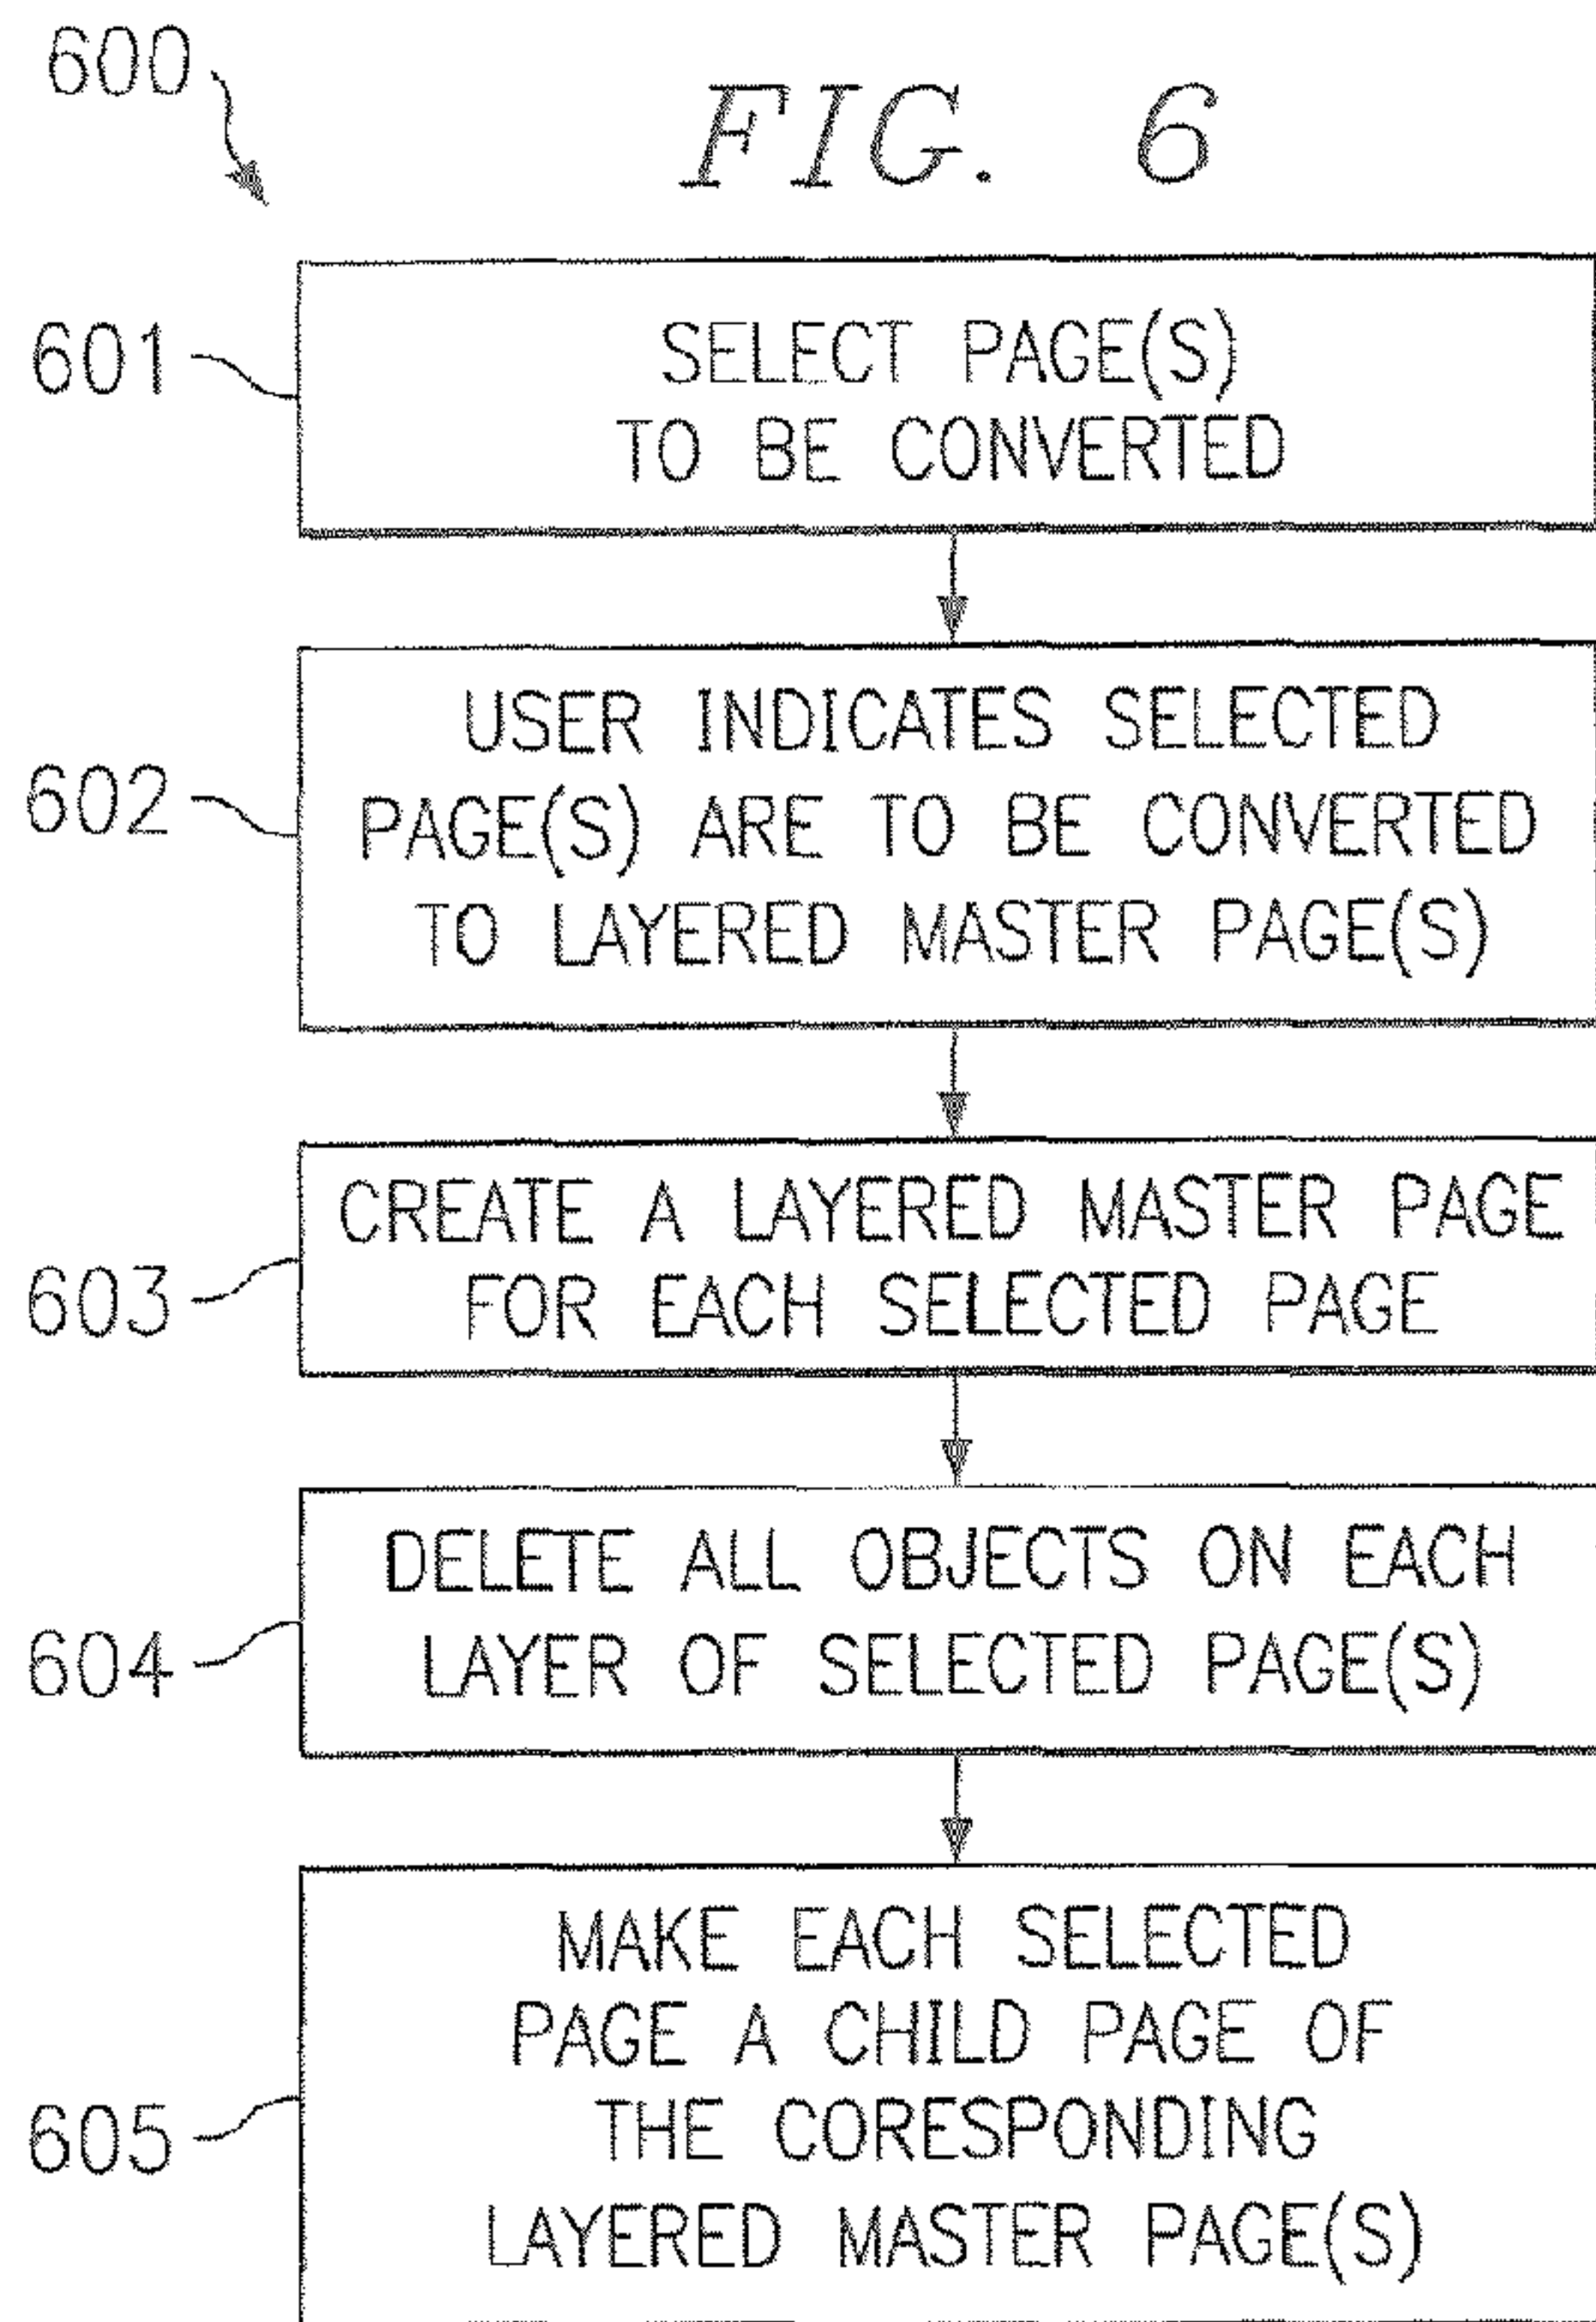 600
FIG. 6
601
SELECT PAGE(S)
TO BE CONVERTED
602
USER INDICATES SELECTED
PAGE(S) ARE TO BE CONVERTED
TO LAYERED MASTER PAGE(S)
603
CREATE A LAYERED MASTER PAGE
FOR EACH SELECTED PAGE
604
DELETE ALL OBJECTS ON EACH
LAYER OF SELECTED PAGE(S)
605
MAKE EACH SELECTED
PAGE A CHILD PAGE OF
THE CORESPONDING
LAYERED MASTER PAGE(S)